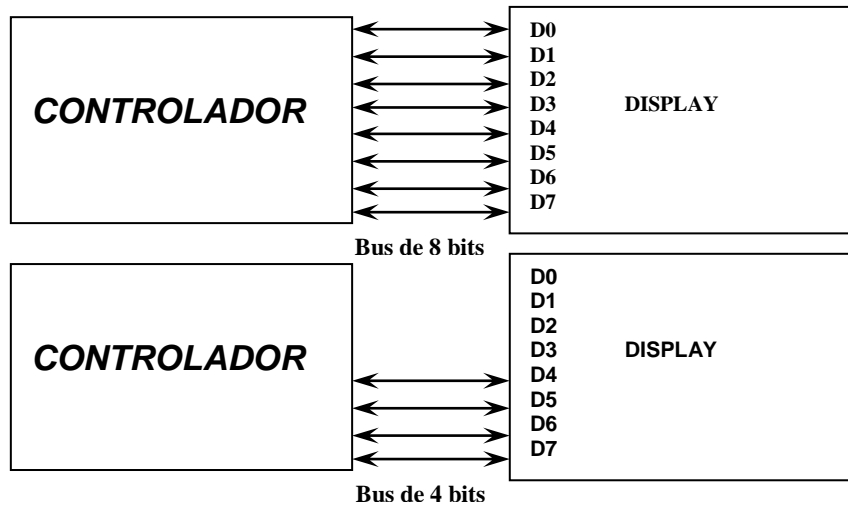 CONTROLADOR
D0
D1
D2
D3
D4
D5
D6
D7
DISPLAY
Bus de 8 bits
CONTROLADOR
D0
D1
D2
D3
D4
D5
D6
D7
DISPLAY
Bus de 4 bits